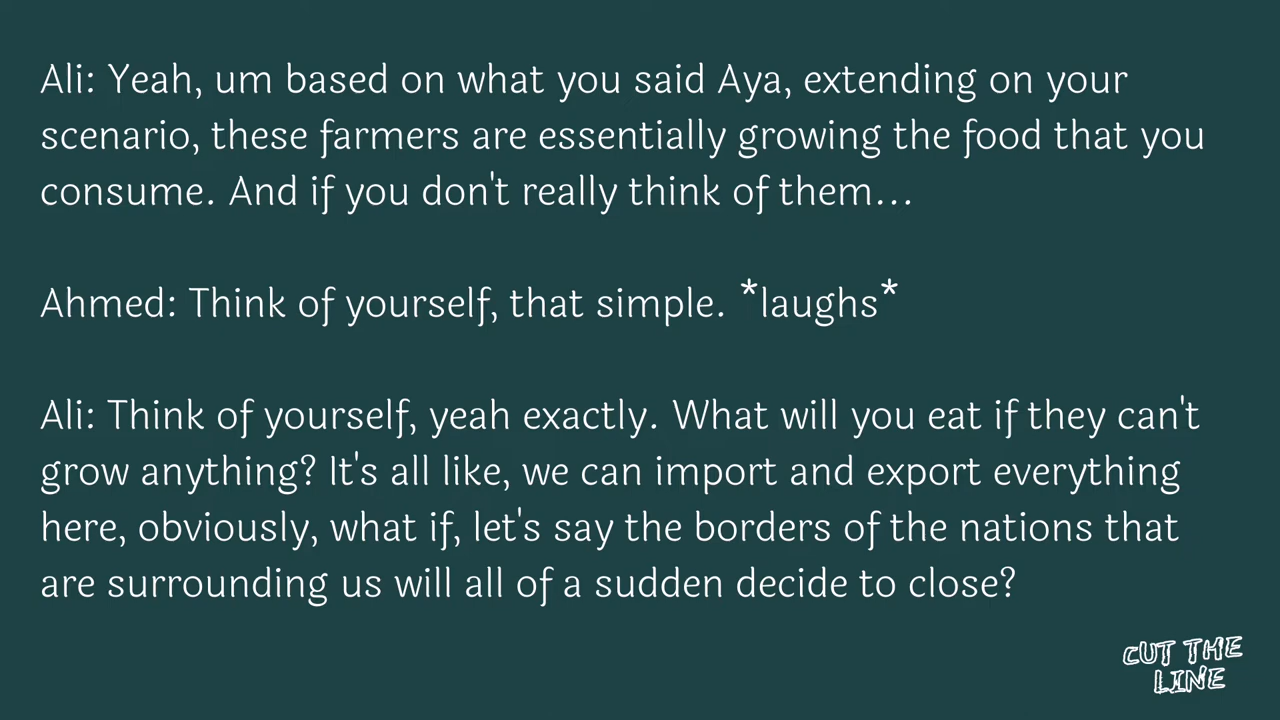 Ali: Yeah, um based on what you said Aya, extending on your
scenario, these farmers are essentially growing the food that you
consume. And if you don't really think of them...
Ahmed: Think of yourself, that simple. *laughs*
Ali: Think of yourself, yeah exactly. What will you eat if they can't
grow anything? It's all like, we can import and export everything
here, obviously, what if, let's say the borders of the nations that
are surrounding us will all of a sudden decide to close?
CUT THE
LINE